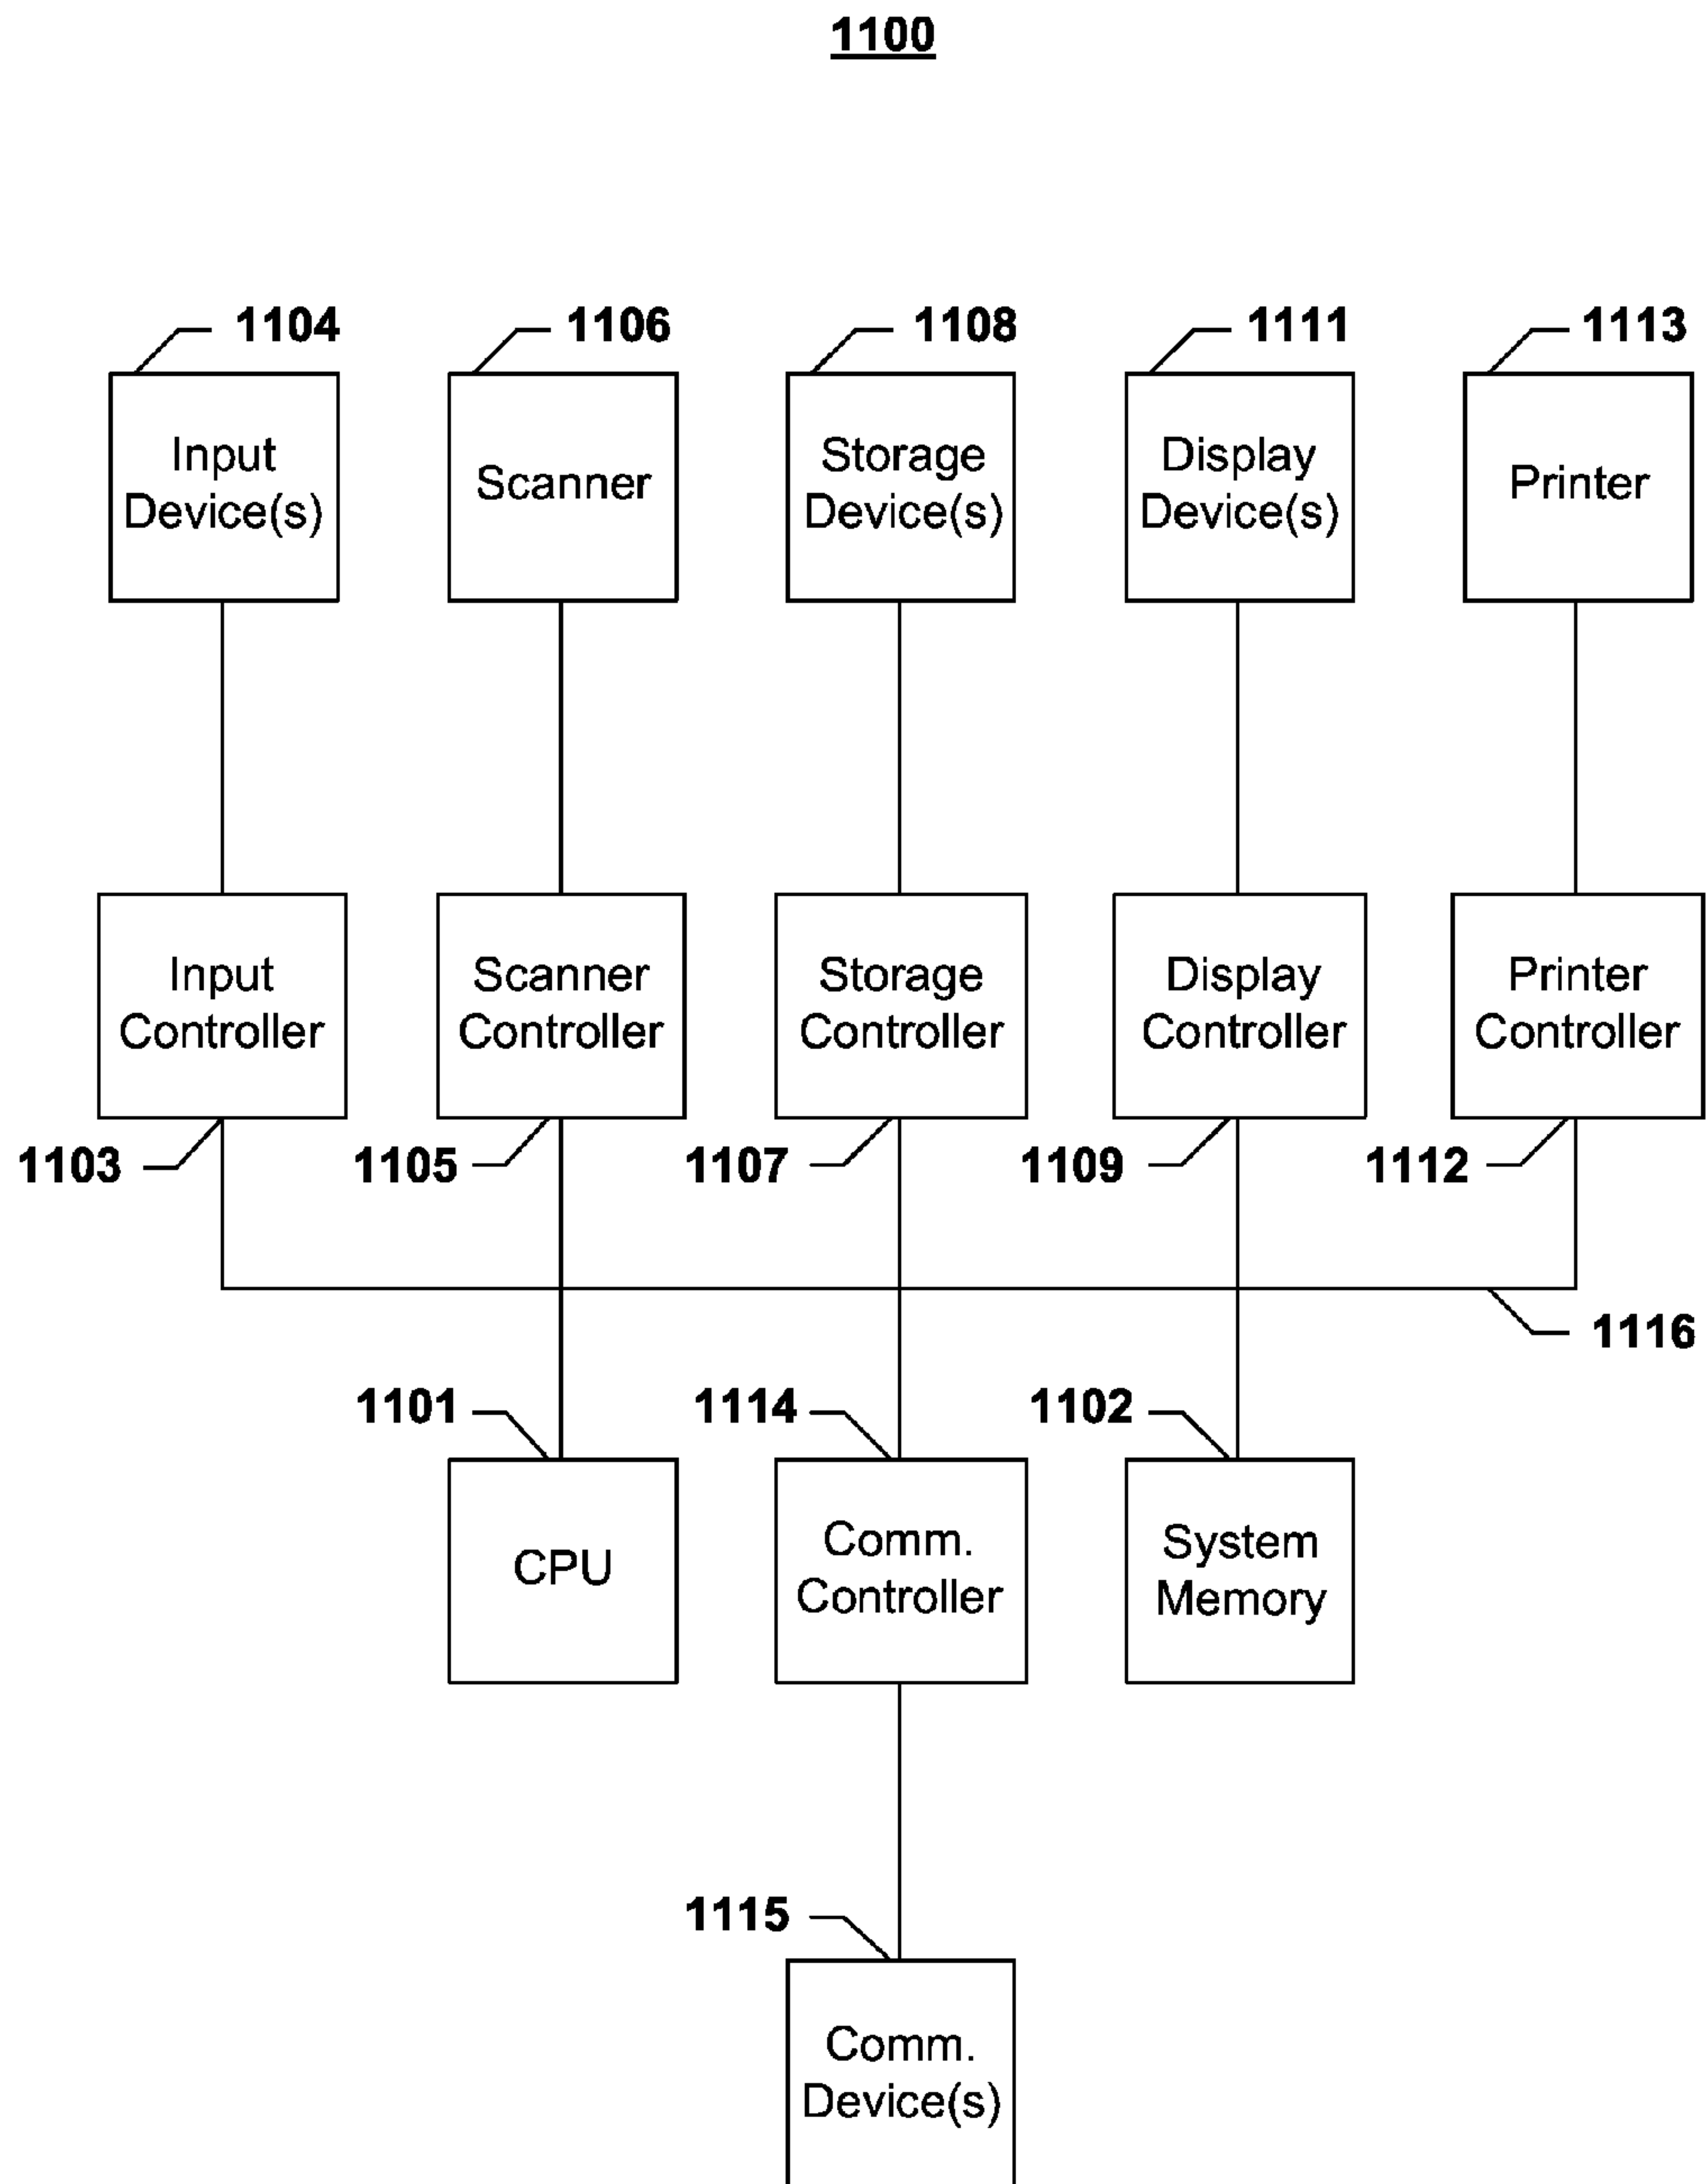 1100
1104
1106
1108
1111
1113
Input
Device(s)
Scanner
Storage
Device(s)
Display
Device(s)
Printer
Input
Controller
Scanner
Controller
Storage
Controller
Display
Controller
Printer
Controller
1103
1105
1107
1109
1112
1116
1101
1114
1102
CPU
Comm.
Controller
System
Memory
1115
Comm.
Device(s)